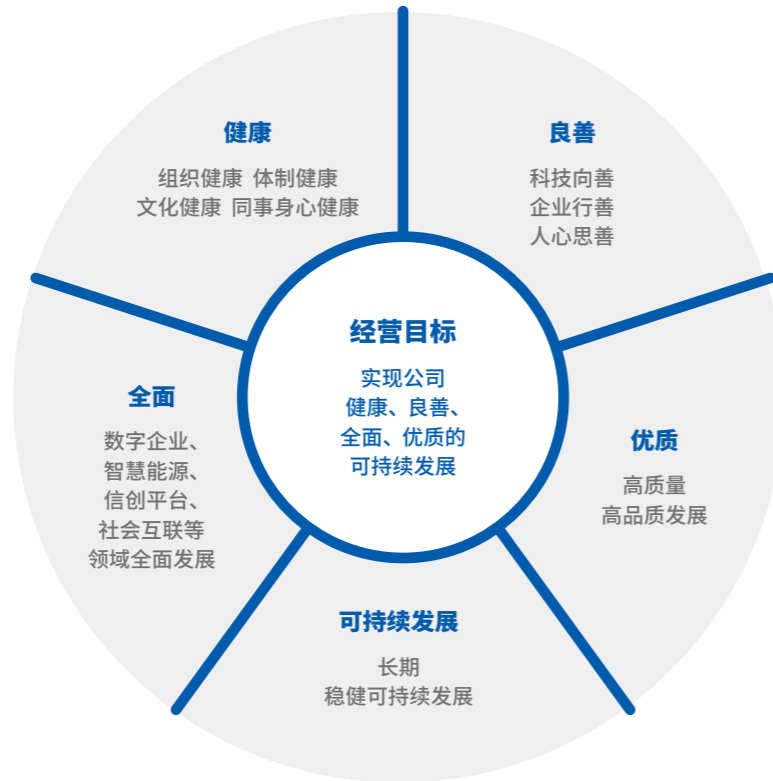 健康
组织健康 体制健康
文化健康 同事身心健康
良善
科技向善
企业行善
人心思善
经营目标
实现公司
健康、良善、
全面、优质的
可持续发展
全面
数字企业、
智慧能源、
信创平台、
社会互联等
领域全面发展
优质
高质量
高品质发展
可持续发展
长期
稳健可持续发展